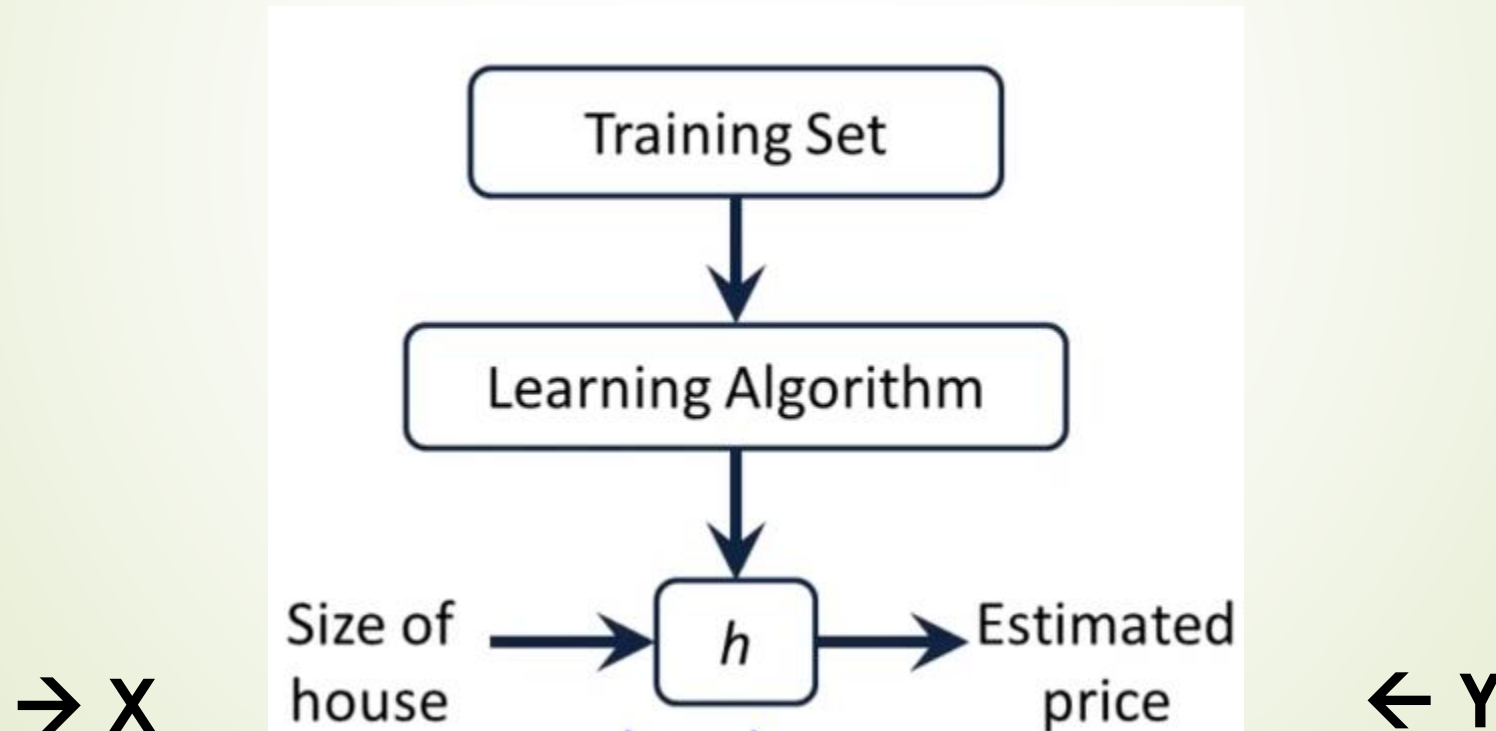 Training Set
Learning Algorithm
Size of
house
h
Estimated
price
→ X
← Y